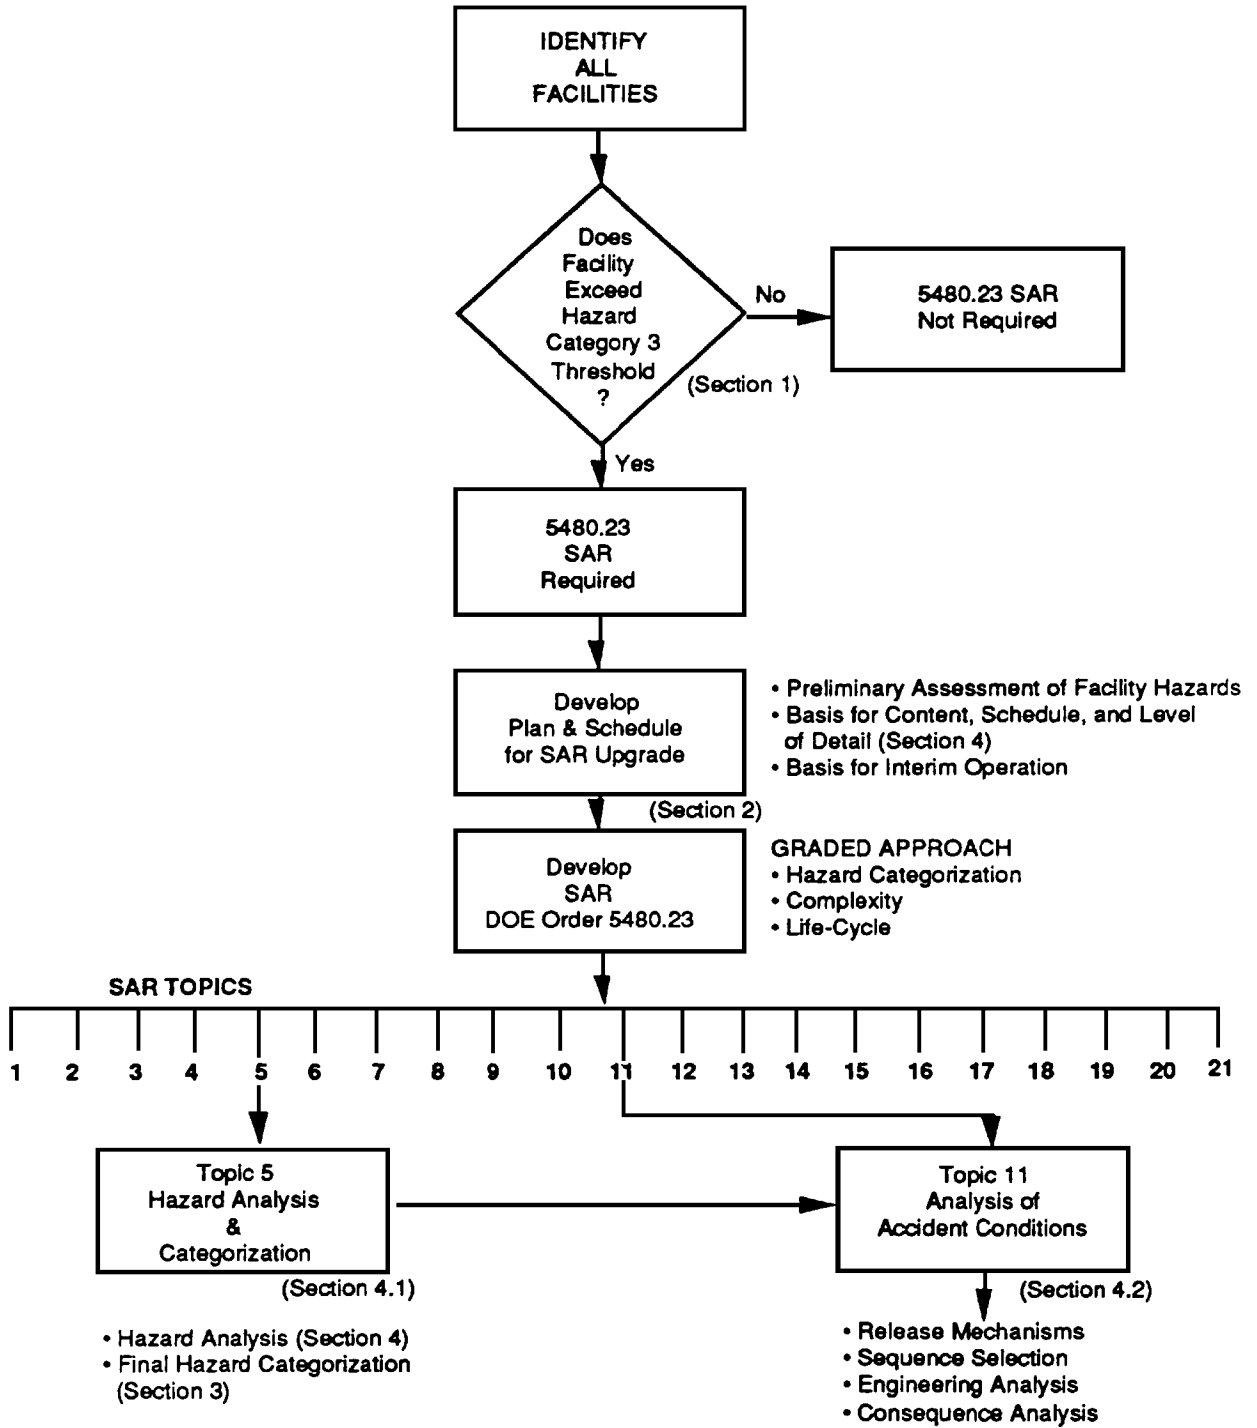 IDENTIFY
ALL
FACILITIES
Does
Facility
Exceed
Hazard
Category 3
Threshold
?
(Section 1)
No
5480.23 SAR
Not Required
Yes
5480.23
SAR
Required
Develop
Plan & Schedule
for SAR Upgrade
(Section 2)
• Preliminary Assessment of Facility Hazards
• Basis for Content, Schedule, and Level
of Detail (Section 4)
• Basis for Interim Operation
Develop
SAR
DOE Order 5480.23
GRADED APPROACH
• Hazard Categorization
• Complexity
• Life-Cycle
SAR TOPICS
1 2 3 4 5 6 7 8 9 10 11 12 13 14 15 16 17 18 19 20 21
Topic 5
Hazard Analysis
&
Categorization
(Section 4.1)
• Hazard Analysis (Section 4)
• Final Hazard Categorization
(Section 3)
Topic 11
Analysis of
Accident Conditions
(Section 4.2)
• Release Mechanisms
• Sequence Selection
• Engineering Analysis
• Consequence Analysis